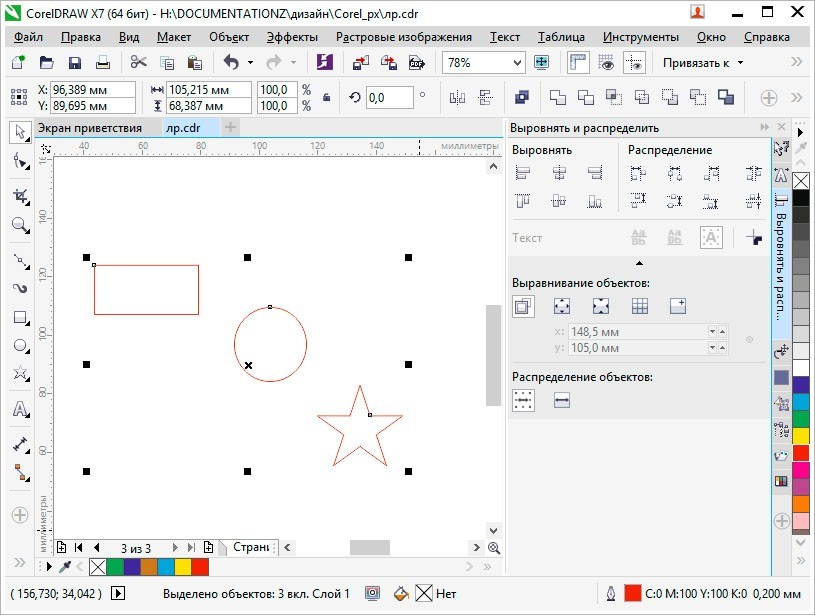 CorelDRAW X7 (64 бит) - H:\DOCUMENTATIONZ\дизайн\Corel_px\лр.cdr
Файл Правка Вид Макет Объект Эффекты Растровые изображения Текст Таблица Инструменты Окно Справка
78% Привязать к
X: 96,389 мм 105,215 мм 100,0 % 0,0 °
Y: 89,695 мм 68,387 мм 100,0 %
Экран приветствия лр.cdr
Выровнять и распределить
40 60 80 100 120 140 миллиметры
Выровнять Распределение
140
120
100
80
60
миллиметры
Текст
Выравнивание объектов:
x: 148,5 мм
y: 105,0 мм
Распределение объектов:
Выровнять и расп...
3 из 3 Страни
( 156,730; 34,042 ) Выделено объектов: 3 вкл. Слой 1 Нет C:0 M:100 Y:100 K:0 0,200 мм